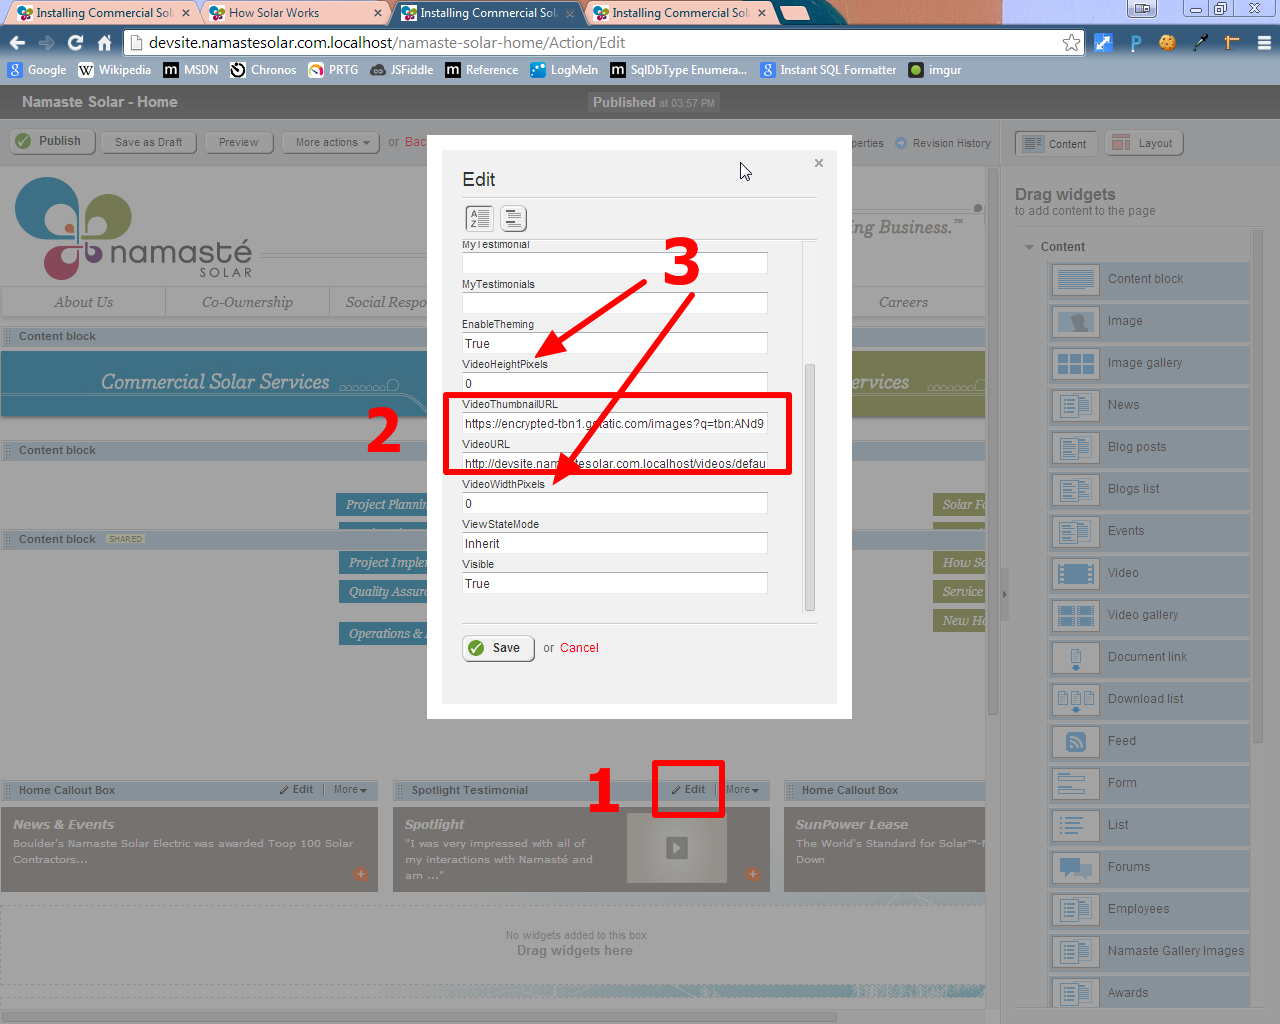 Installing Commercial Sol
How Solar Works
Installing Commercial Sol
Installing Commercial Sol
devsite.namastesolar.com.localhost/namaste-solar-home/Action/Edit
Google
Wikipedia
MSDN
Chronos
PRTG
JSFiddle
Reference
LogMeIn
SqlDbType Enumera...
Instant SQL Formatter
imgur
Namaste Solar - Home
Published at 03:57 PM
Publish
Save as Draft
Preview
More actions
or Bac
perties
Revision History
Content
Layout
namasté
SOLAR
ing Business.™
About Us
Co-Ownership
Social Respo
Careers
Content block
Commercial Solar Services
ervices
Content block
Project Plannin
Solar Fo
Content block SHARED
Project Implem
How So
Quality Assura
Service
New Ho
Operations &
Edit
A
Z
MyTestimonial
MyTestimonials
EnableTheming
True
VideoHeightPixels
0
VideoThumbnailURL
https://encrypted-tbn1.gstatic.com/images?q=tbn:ANd9
VideoURL
http://devsite.namastesolar.com.localhost/videos/defau
VideoWidthPixels
0
ViewStateMode
Inherit
Visible
True
Save or Cancel
3
2
1
Drag widgets
to add content to the page
Content
Content block
Image
Image gallery
News
Blog posts
Blogs list
Events
Video
Video gallery
Document link
Download list
Feed
Form
List
Forums
Employees
Namaste Gallery Images
Awards
Home Callout Box
Edit | More
News & Events
Boulder's Namaste Solar Electric was awarded Toop 100 Solar
Contractors...
Spotlight Testimonial
Edit | More
Spotlight
"I was very impressed with all of
my interactions with Namasté and
am ..."
Home Callout Box
SunPower Lease
The World's Standard for Solar™-
Down
No widgets added to this box
Drag widgets here